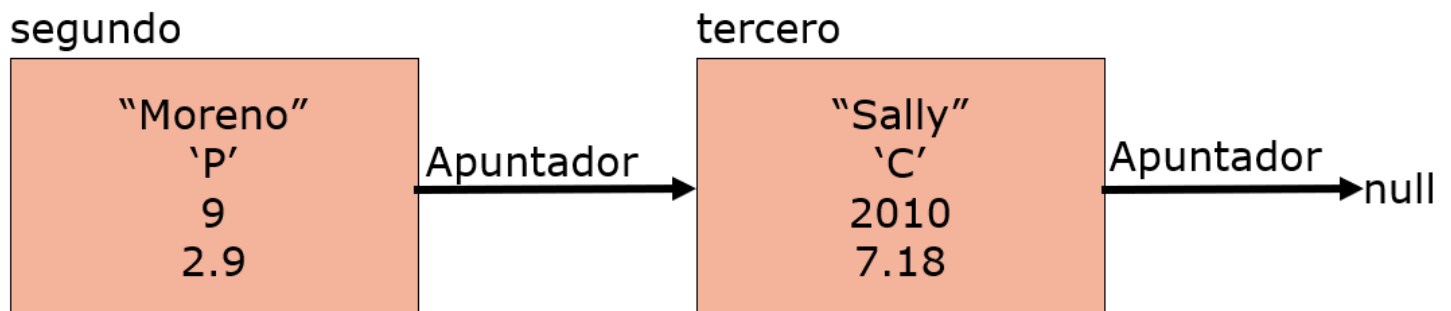 segundo
“Moreno”
‘P’
9
2.9
Apuntador
tercero
“Sally”
‘C’
2010
7.18
Apuntador
null